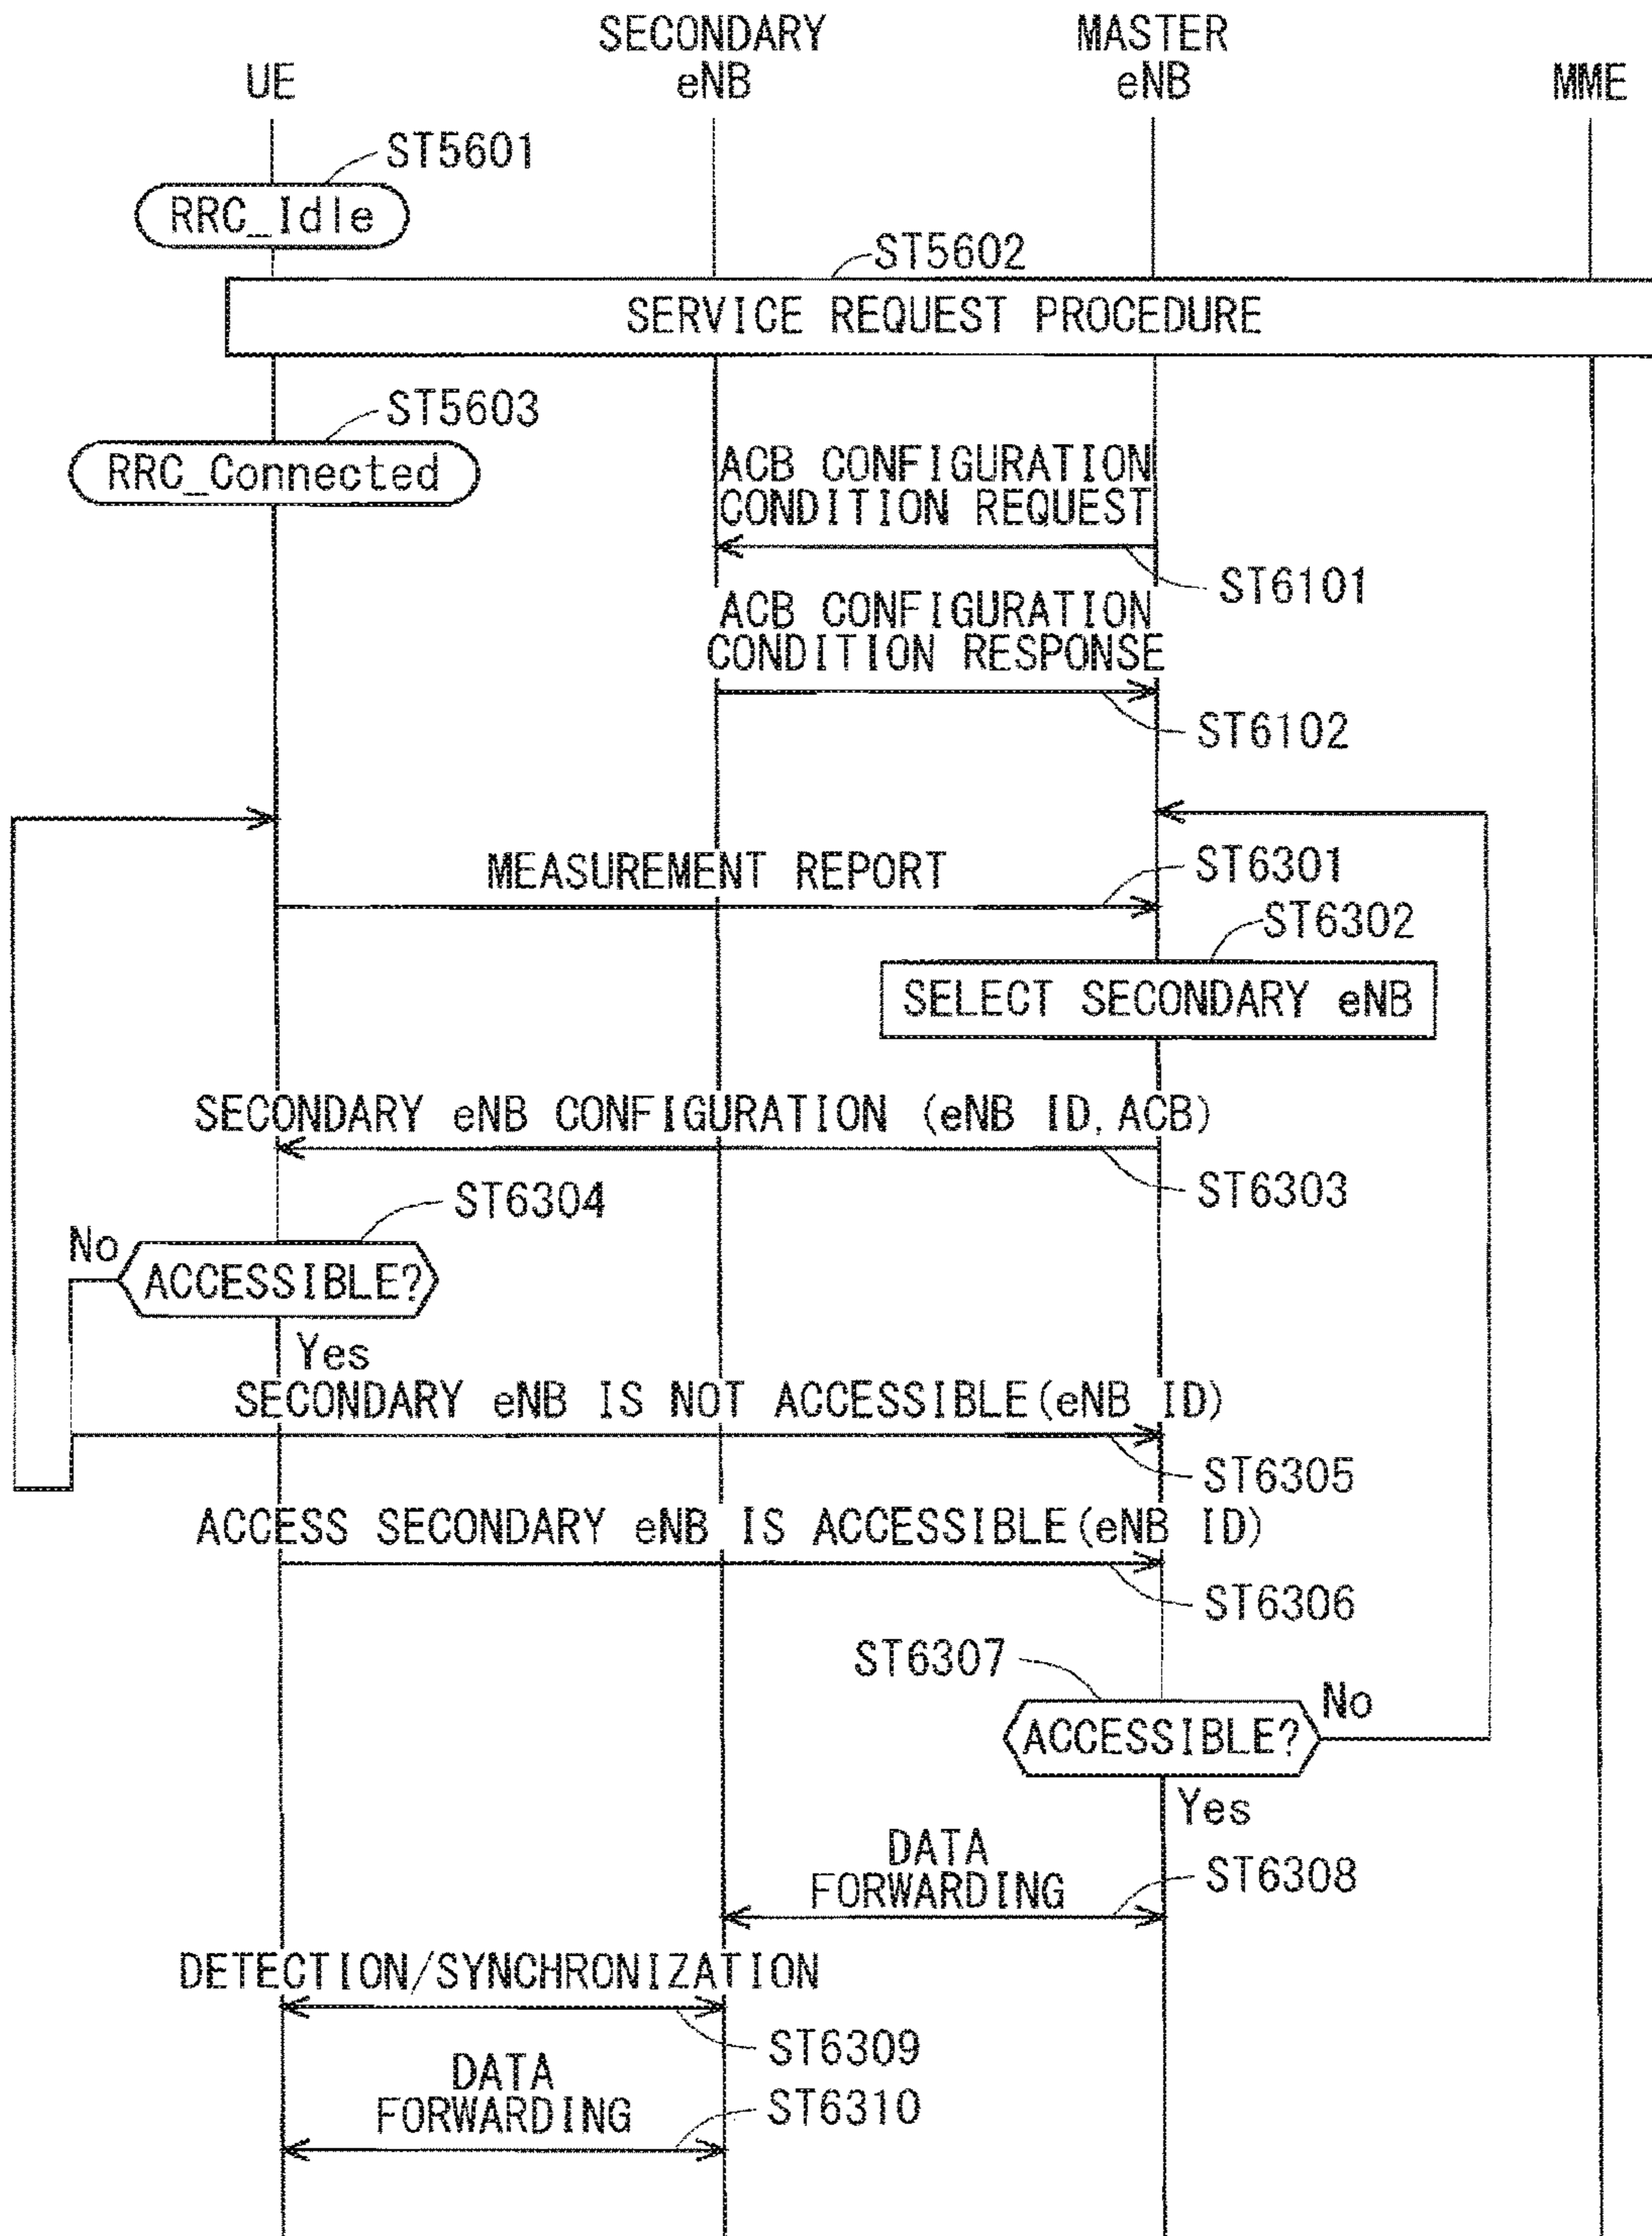 SECONDARY
eNB
MASTER
eNB
UE
MME
ST5601
RRC_Idle
ST5602
SERVICE REQUEST PROCEDURE
ST5603
RRC_Connected
ACB CONFIGURATION
CONDITION REQUEST
ST6101
ACB CONFIGURATION
CONDITION RESPONSE
ST6102
MEASUREMENT REPORT
ST6301
ST6302
SELECT SECONDARY eNB
SECONDARY eNB CONFIGURATION (eNB ID, ACB)
ST6303
ST6304
No
ACCESSIBLE?
Yes
SECONDARY eNB IS NOT ACCESSIBLE(eNB ID)
ST6305
ACCESS SECONDARY eNB IS ACCESSIBLE(eNB ID)
ST6306
ST6307
No
ACCESSIBLE?
Yes
DATA
FORWARDING
ST6308
DETECTION/SYNCHRONIZATION
ST6309
DATA
FORWARDING
ST6310